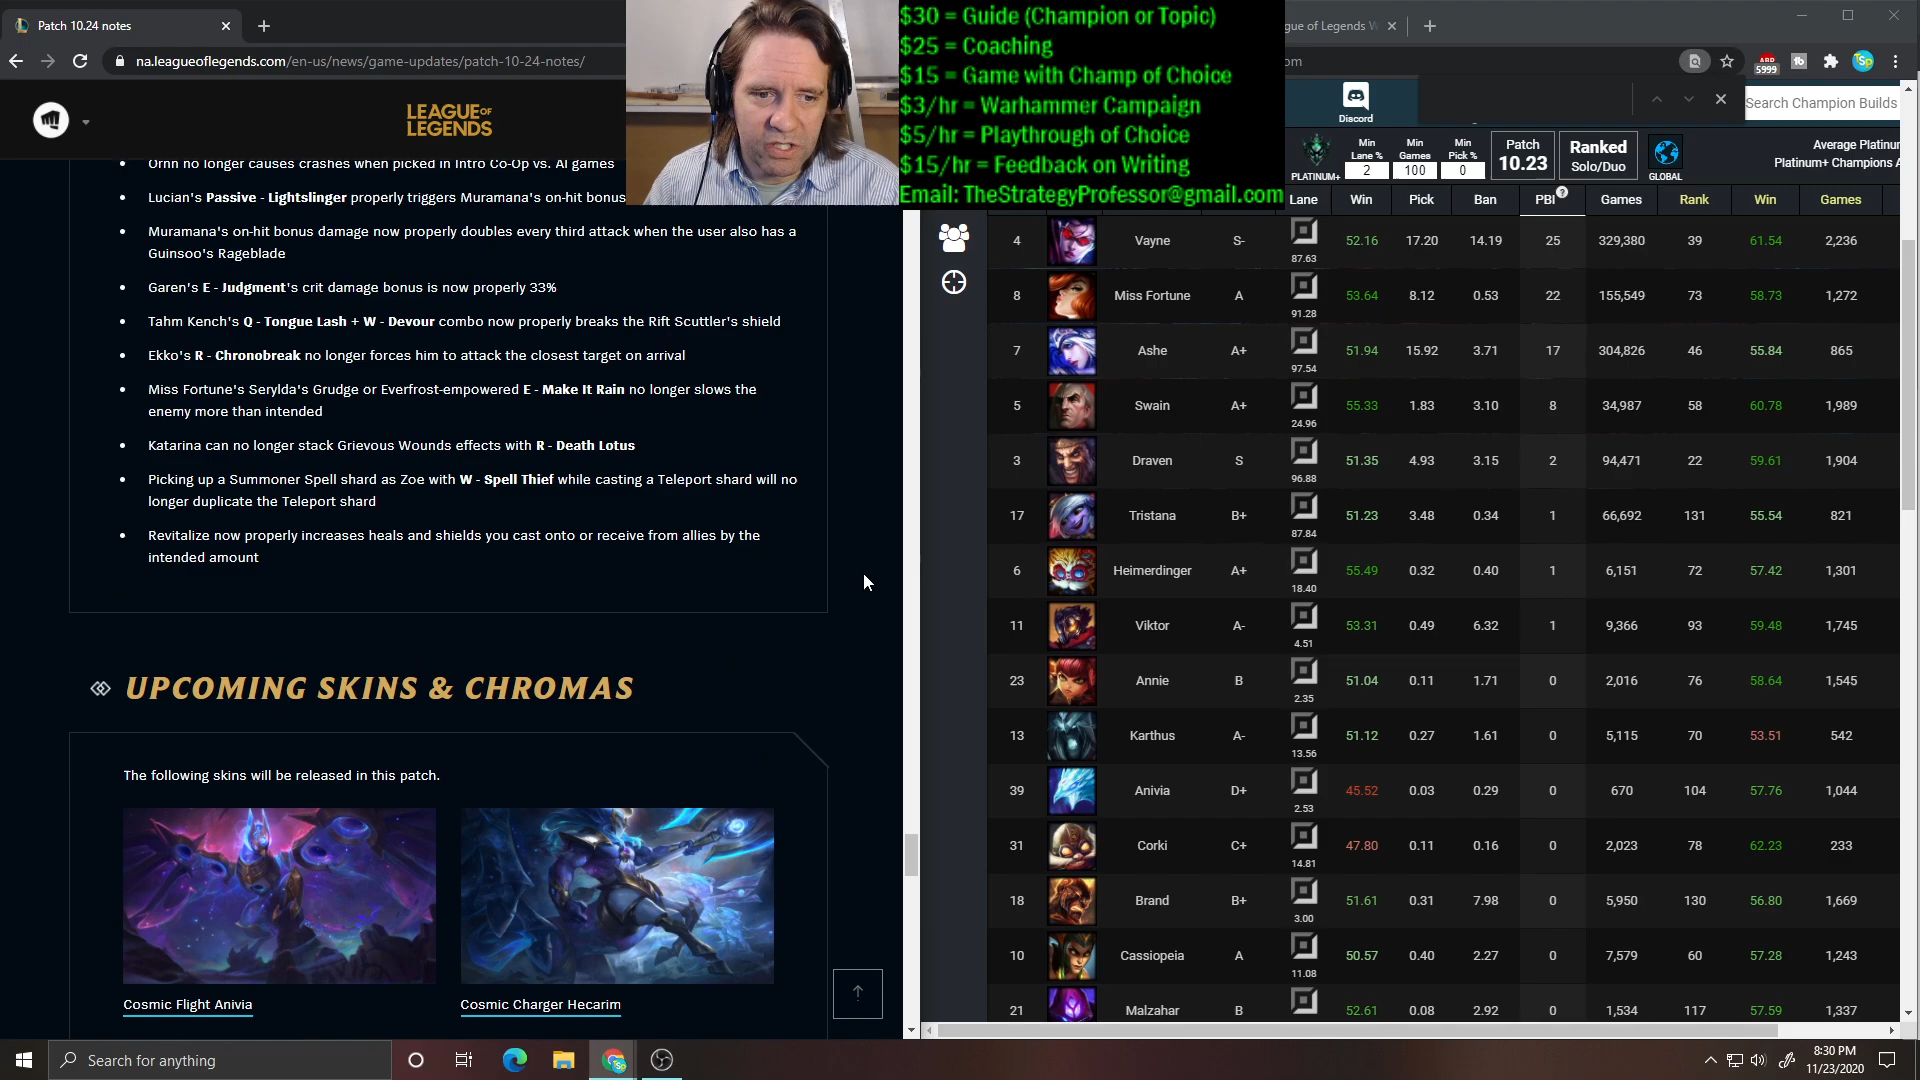 Patch 10.24 notes
na.leagueoflegends.com/en-us/news/game-updates/patch-10-24-notes/
LEAGUE OF LEGENDS
Ornn no longer causes crashes when picked in Intro Co-Op vs. AI games
Lucian's Passive - Lightslinger properly triggers Muramana's on-hit bonus
Muramana's on-hit bonus damage now properly doubles every third attack when the user also has a
Guinsoo's Rageblade
Garen's E - Judgment's crit damage bonus is now properly 33%
Tahm Kench's Q - Tongue Lash + W - Devour combo now properly breaks the Rift Scuttler's shield
Ekko's R - Chronobreak no longer forces him to attack the closest target on arrival
Miss Fortune's Serylda's Grudge or Everfrost-empowered E - Make It Rain no longer slows the
enemy more than intended
Katarina can no longer stack Grievous Wounds effects with R - Death Lotus
Picking up a Summoner Spell shard as Zoe with W - Spell Thief while casting a Teleport shard will no
longer duplicate the Teleport shard
Revitalize now properly increases heals and shields you cast onto or receive from allies by the
intended amount
UPCOMING SKINS & CHROMAS
The following skins will be released in this patch.
Cosmic Flight Anivia
Cosmic Charger Hecarim
$30 = Guide (Champion or Topic)
$25 = Coaching
$15 = Game with Champ of Choice
$3/hr = Warhammer Campaign
$5/hr = Playthrough of Choice
$15/hr = Feedback on Writing
Email: TheStrategyProfessor@gmail.com
gue of Legends W
om
ABP
5999
Discord
Search Champion Builds
PLATINUM+
Min Lane % 2
Min Games 100
Min Pick % 0
Patch 10.23
Ranked Solo/Duo
GLOBAL
Average Platinu
Platinum+ Champions A
Lane Win Pick Ban PBI ? Games Rank Win Games
4 Vayne S- 87.63 52.16 17.20 14.19 25 329,380 39 61.54 2,236
8 Miss Fortune A 91.28 53.64 8.12 0.53 22 155,549 73 58.73 1,272
7 Ashe A+ 97.54 51.94 15.92 3.71 17 304,826 46 55.84 865
5 Swain A+ 24.96 55.33 1.83 3.10 8 34,987 58 60.78 1,989
3 Draven S 96.88 51.35 4.93 3.15 2 94,471 22 59.61 1,904
17 Tristana B+ 87.84 51.23 3.48 0.34 1 66,692 131 55.54 821
6 Heimerdinger A+ 18.40 55.49 0.32 0.40 1 6,151 72 57.42 1,301
11 Viktor A- 4.51 53.31 0.49 6.32 1 9,366 93 59.48 1,745
23 Annie B 2.35 51.04 0.11 1.71 0 2,016 76 58.64 1,545
13 Karthus A- 13.56 51.12 0.27 1.61 0 5,115 70 53.51 542
39 Anivia D+ 2.53 45.52 0.03 0.29 0 670 104 57.76 1,044
31 Corki C+ 14.81 47.80 0.11 0.16 0 2,023 78 62.23 233
18 Brand B+ 3.00 51.61 0.31 7.98 0 5,950 130 56.80 1,669
10 Cassiopeia A 11.08 50.57 0.40 2.27 0 7,579 60 57.28 1,243
21 Malzahar B 52.61 0.08 2.92 0 1,534 117 57.59 1,337
Search for anything
8:30 PM
11/23/2020